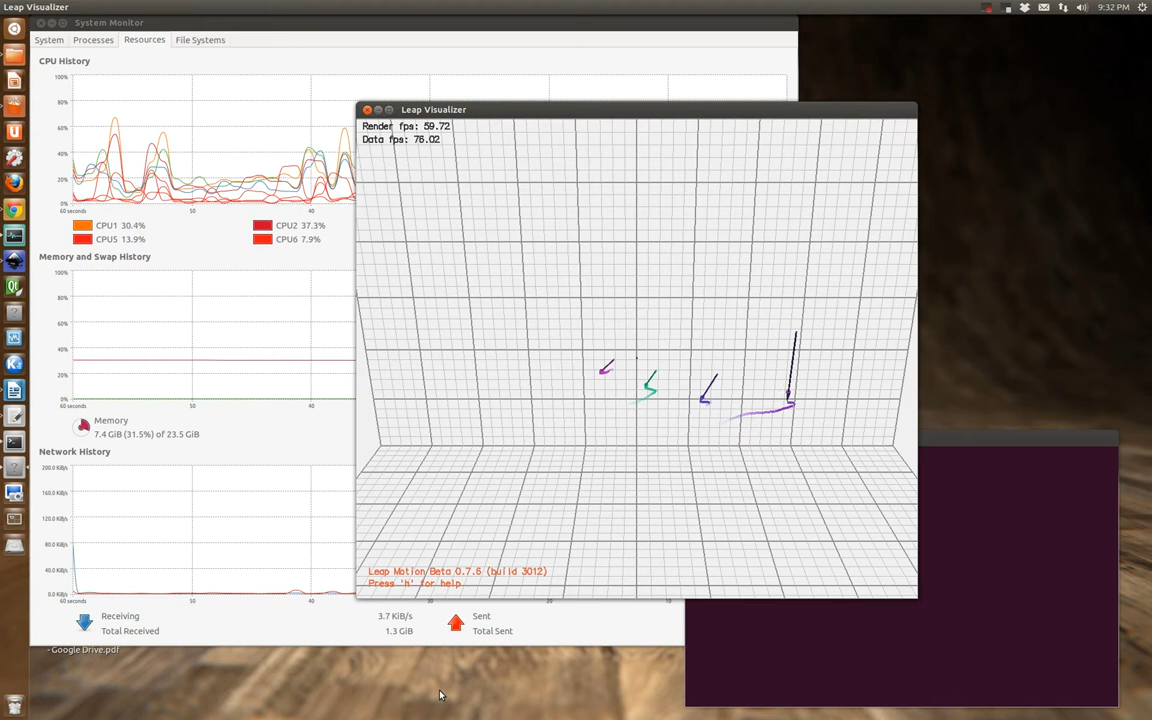 Leap Visualizer
9:32 PM
System Monitor
System Processes Resources File Systems
CPU History
100%
80%
60%
40%
20%
0%
60 seconds 50 40
CPU1 30.4% CPU2 37.3%
CPU5 13.9% CPU6 7.9%
Memory and Swap History
100%
80%
60%
40%
20%
0%
60 seconds 50 40
Memory
7.4 GiB (31.5%) of 23.5 GiB
Network History
200.0 KiB/s
160.0 KiB/s
120.0 KiB/s
80.0 KiB/s
40.0 KiB/s
0.0 KiB/s
60 seconds 50 40 30 20 10
Receiving 3.7 KiB/s Sent
Total Received 1.3 GiB Total Sent
- Google Drive.pdf
Leap Visualizer
Render fps: 59.72
Data fps: 76.02
Leap Motion Beta 0.7.6 (build 3012)
Press 'h' for help